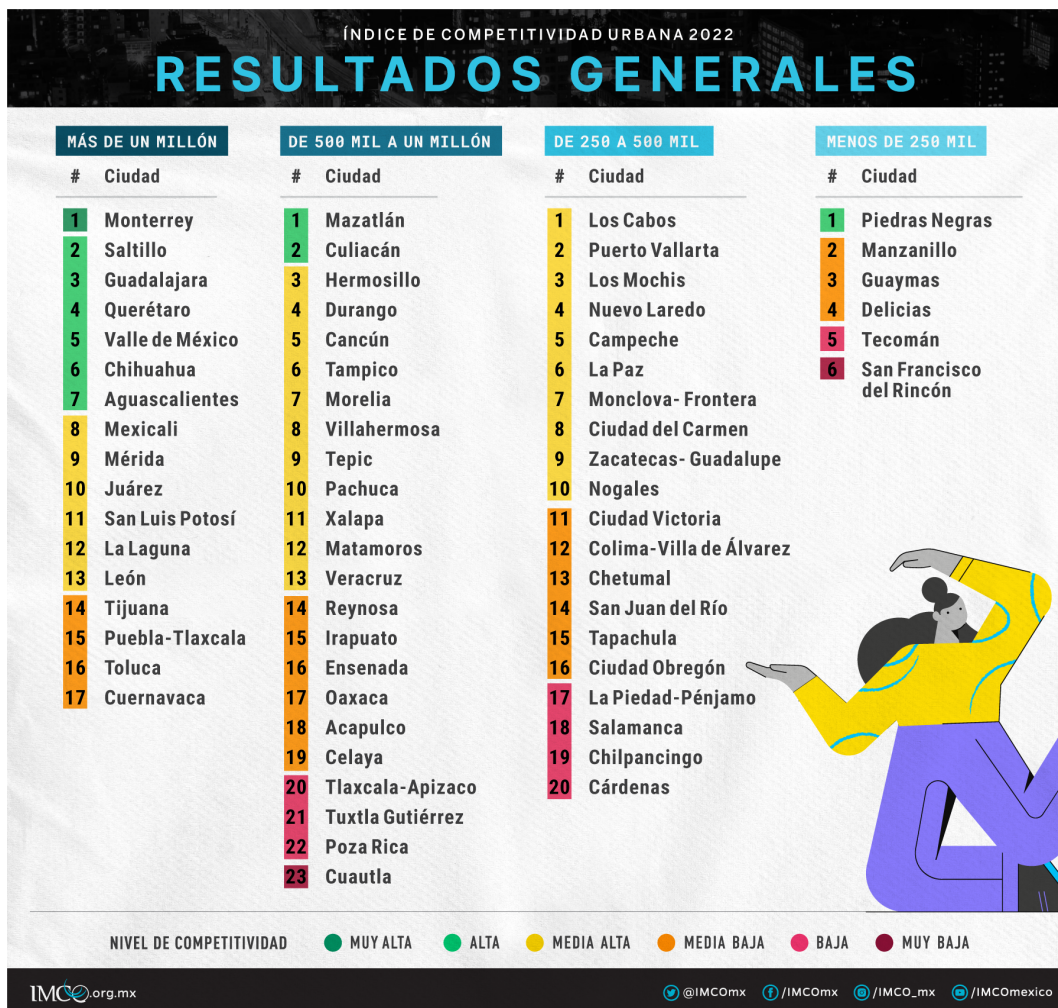 ÍNDICE DE COMPETITIVIDAD URBANA 2022
RESULTADOS GENERALES
MÁS DE UN MILLÓN
# Ciudad
1 Monterrey
2 Saltillo
3 Guadalajara
4 Querétaro
5 Valle de México
6 Chihuahua
7 Aguascalientes
8 Mexicali
9 Mérida
10 Juárez
11 San Luis Potosí
12 La Laguna
13 León
14 Tijuana
15 Puebla-Tlaxcala
16 Toluca
17 Cuernavaca
DE 500 MIL A UN MILLÓN
# Ciudad
1 Mazatlán
2 Culiacán
3 Hermosillo
4 Durango
5 Cancún
6 Tampico
7 Morelia
8 Villahermosa
9 Tepic
10 Pachuca
11 Xalapa
12 Matamoros
13 Veracruz
14 Reynosa
15 Irapuato
16 Ensenada
17 Oaxaca
18 Acapulco
19 Celaya
20 Tlaxcala-Apizaco
21 Tuxtla Gutiérrez
22 Poza Rica
23 Cuautla
DE 250 A 500 MIL
# Ciudad
1 Los Cabos
2 Puerto Vallarta
3 Los Mochis
4 Nuevo Laredo
5 Campeche
6 La Paz
7 Monclova- Frontera
8 Ciudad del Carmen
9 Zacatecas- Guadalupe
10 Nogales
11 Ciudad Victoria
12 Colima-Villa de Álvarez
13 Chetumal
14 San Juan del Río
15 Tapachula
16 Ciudad Obregón
17 La Piedad-Pénjamo
18 Salamanca
19 Chilpancingo
20 Cárdenas
MENOS DE 250 MIL
# Ciudad
1 Piedras Negras
2 Manzanillo
3 Guaymas
4 Delicias
5 Tecomán
6 San Francisco
del Rincón
NIVEL DE COMPETITIVIDAD MUY ALTA ALTA MEDIA ALTA MEDIA BAJA BAJA MUY BAJA
IMCO.org.mx @IMCOmx /IMCOmx /IMCO_mx /IMCOmexico